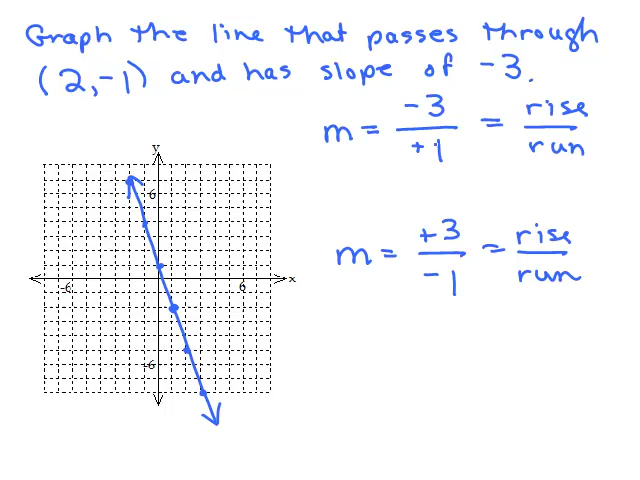 Graph the line that passes through
(2,-1) and has slope of -3.
m = -3/+1 = rise/run
y
6
m = +3/-1 = rise/run
-6 6 x
-6